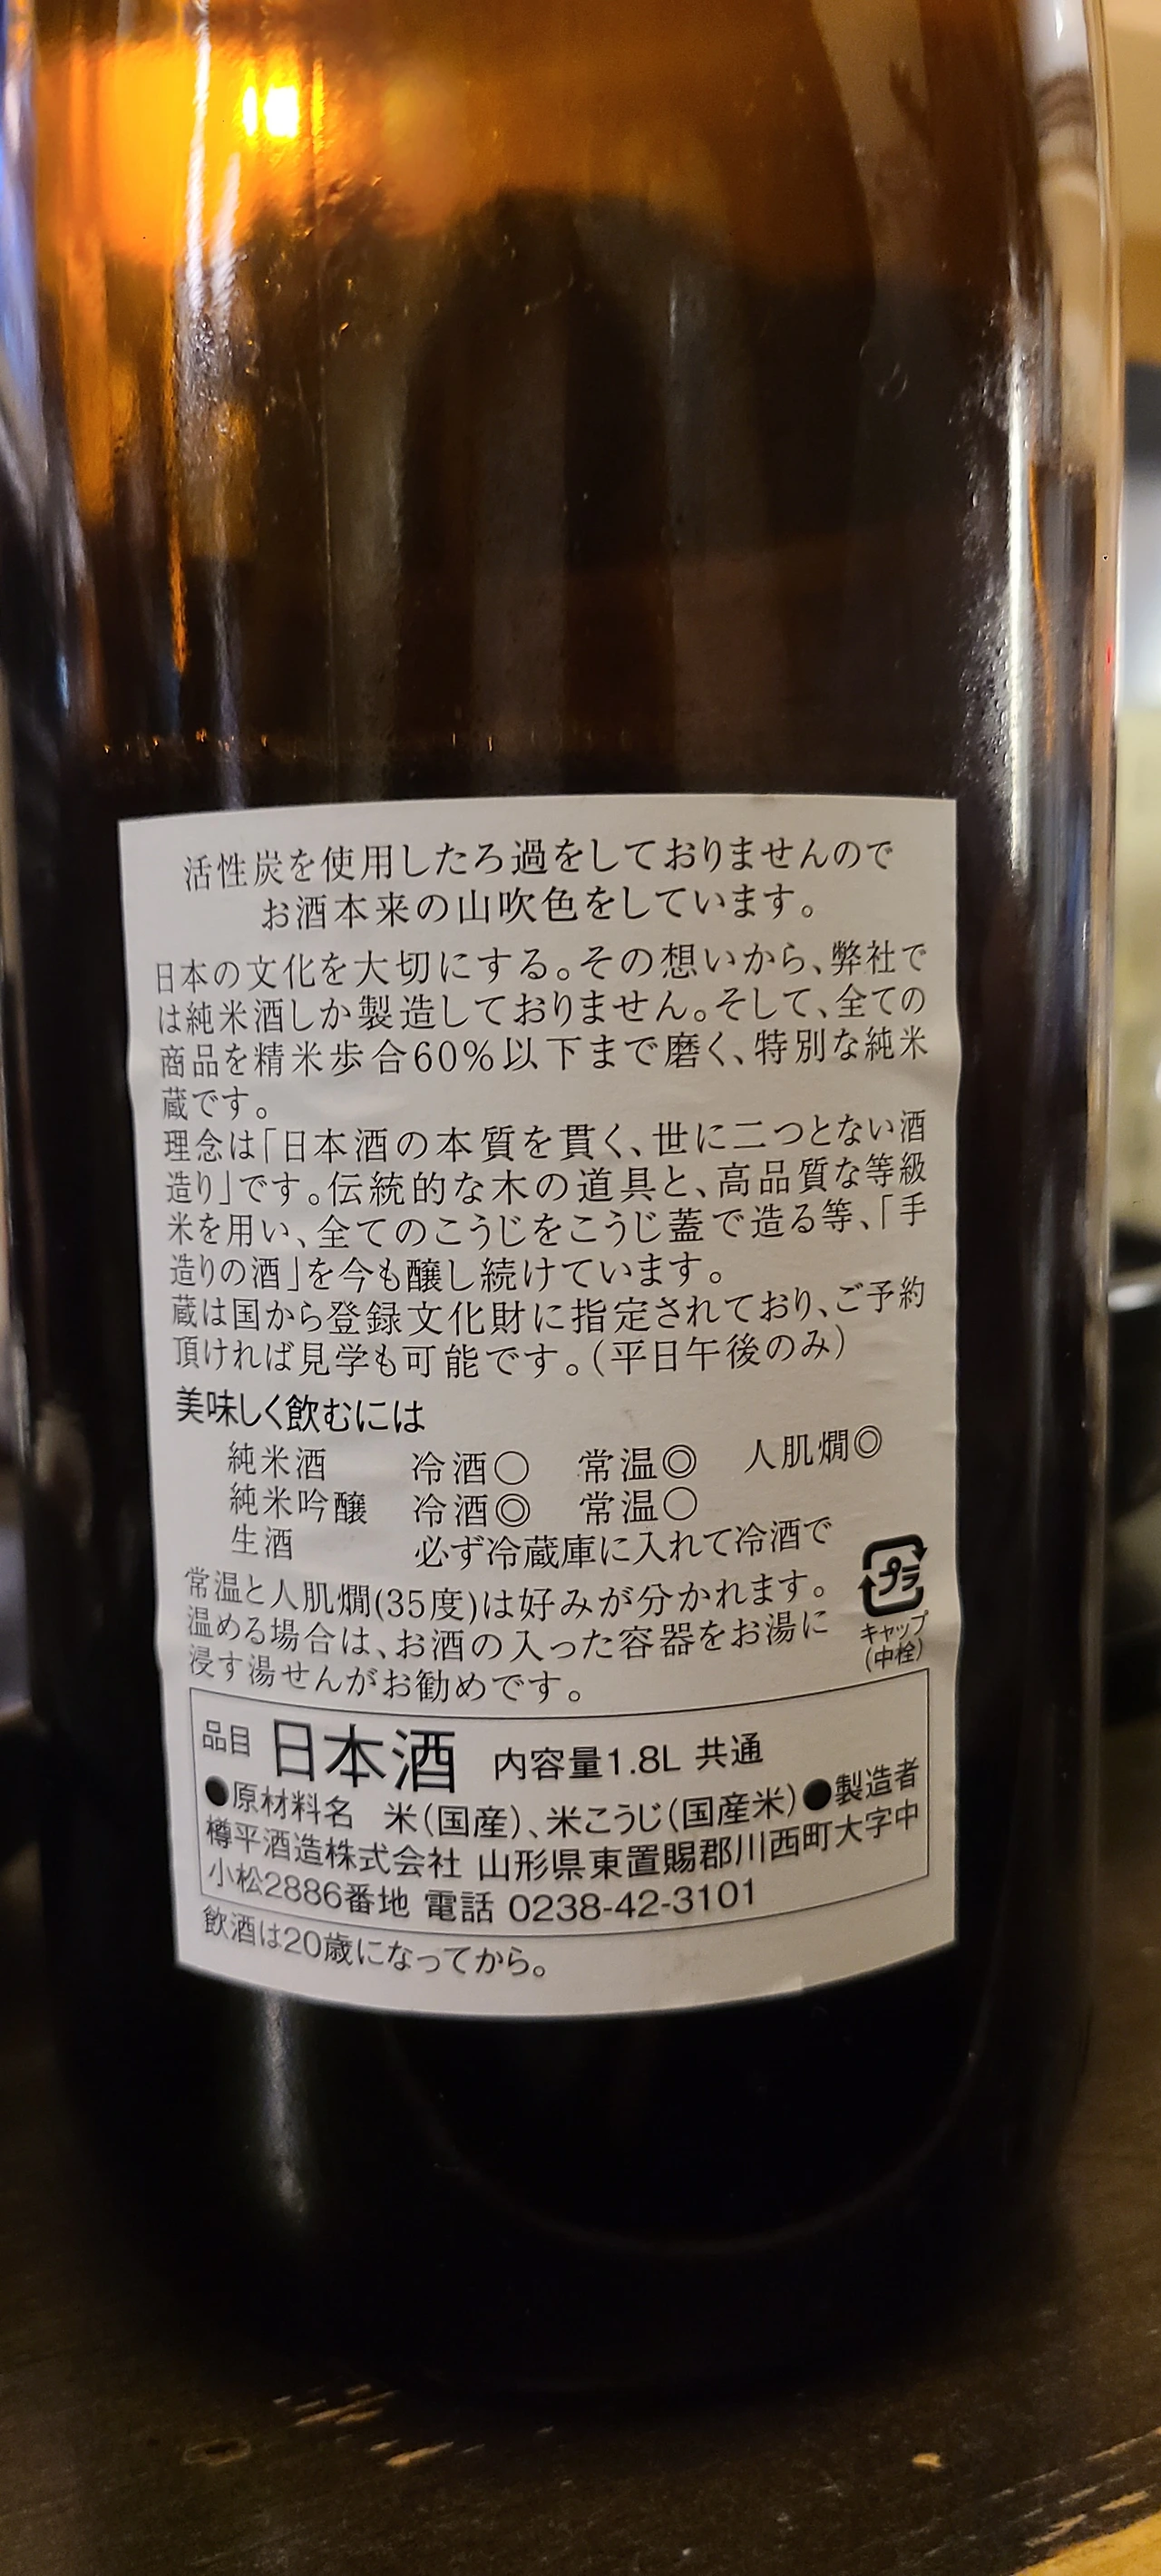 活性炭を使用したろ過をしておりませんので
お酒本来の山吹色をしています。
日本の文化を大切にする。その想いから、弊社で
は純米酒しか製造しておりません。そして、全ての
商品を精米歩合60%以下まで磨く、特別な純米
蔵です。
理念は「日本酒の本質を貫く、世に二つとない酒
造り」です。伝統的な木の道具と、高品質な等級
米を用い、全てのこうじをこうじ蓋で造る等、「手
造りの酒」を今も醸し続けています。
蔵は国から登録文化財に指定されており、ご予約
頂ければ見学も可能です。(平日午後のみ)
美味しく飲むには
純米酒 冷酒○ 常温◎ 人肌燗◎
純米吟醸 冷酒◎ 常温○
生酒 必ず冷蔵庫に入れて冷酒で
常温と人肌燗(35度)は好みが分かれます。
温める場合は、お酒の入った容器をお湯に
浸す湯せんがお勧めです。
プラ
キャップ
(中栓)
品目 日本酒 内容量1.8L 共通
●原材料名 米(国産)、米こうじ(国産米)●製造者
樽平酒造株式会社 山形県東置賜郡川西町大字中
小松2886番地 電話 0238-42-3101
飲酒は20歳になってから。